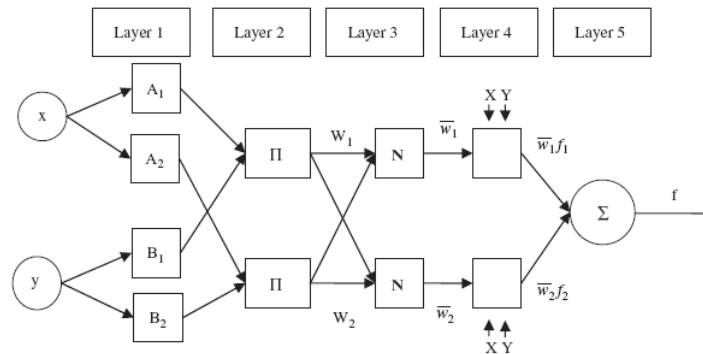 Layer 1 Layer 2 Layer 3 Layer 4 Layer 5
A₁
X Y
x
W₁ w̅₁ w̅₁f₁
A₂ Π N
f
Σ
B₁
y
Π N w̅₂f₂
B₂ W₂ w̅₂
X Y